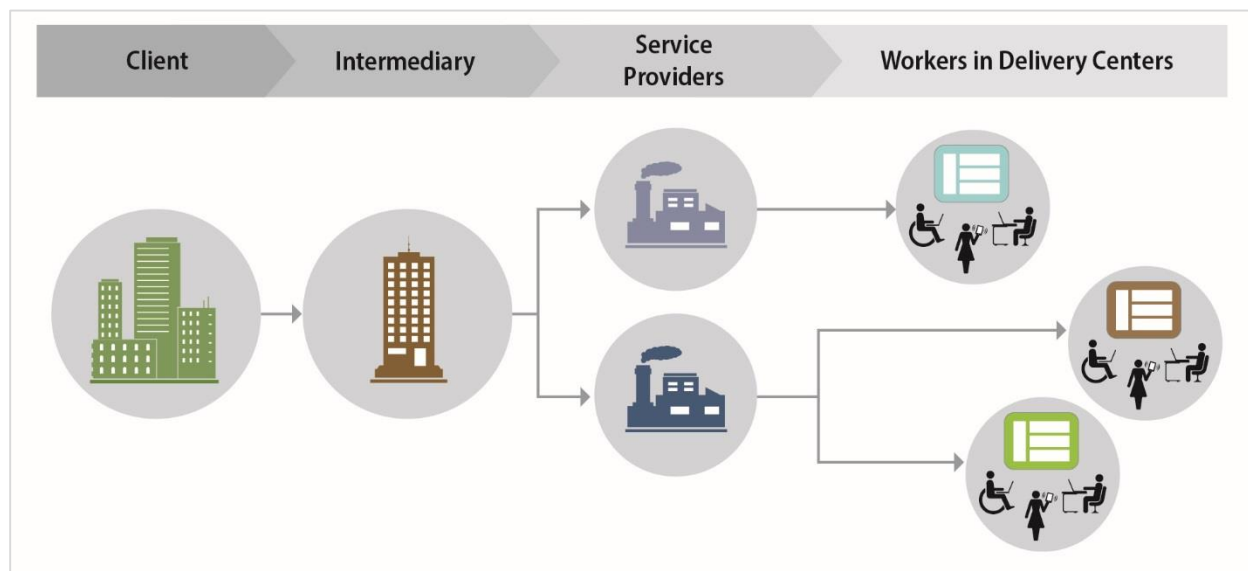 Client
Intermediary
Service
Providers
Workers in Delivery Centers